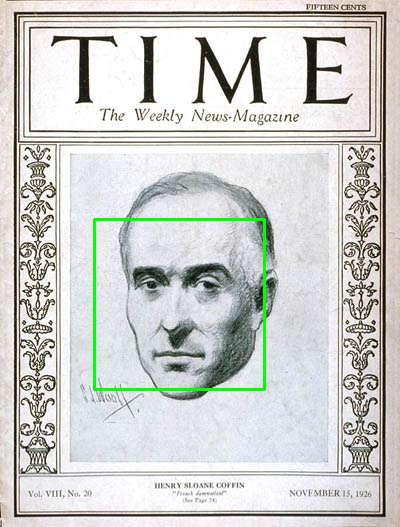 FIFTEEN CENTS
TIME
The Weekly News-Magazine
HENRY SLOANE COFFIN
"Preach damnation!"
(See Page 24)
Vol. VIII, No. 20
NOVEMBER 15, 1926